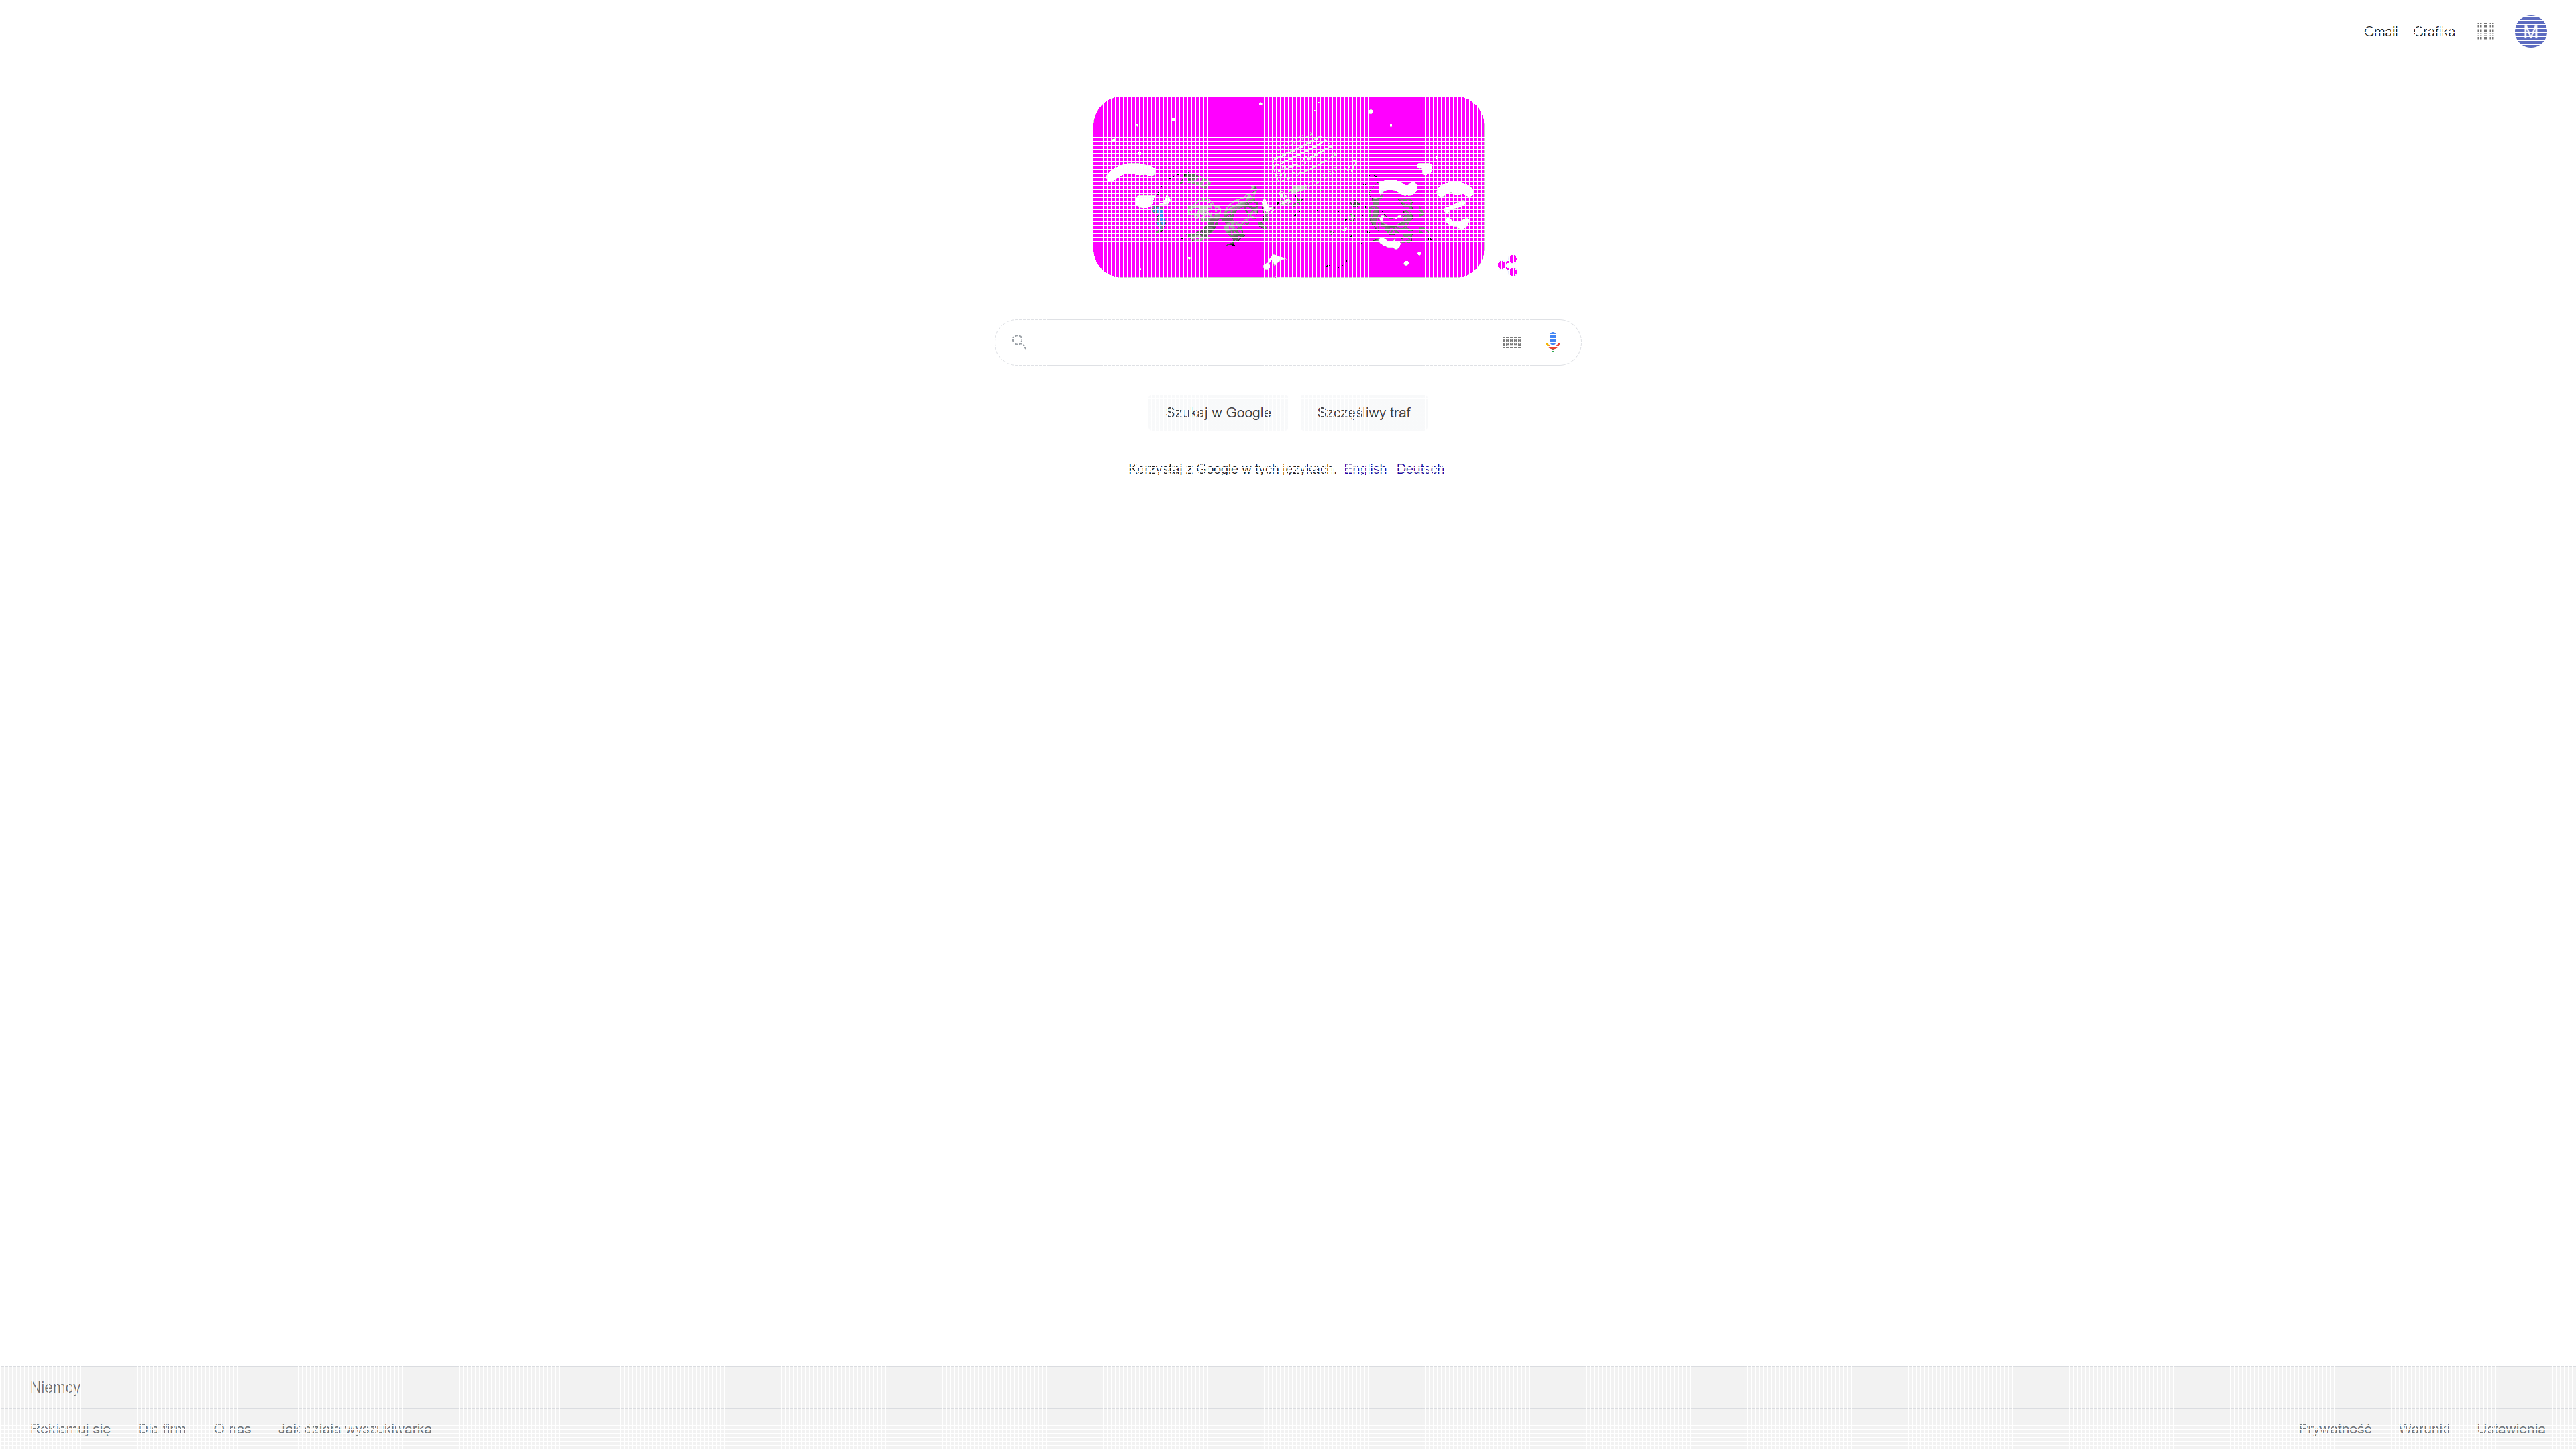 Gmail Grafika M
Szukaj w Google Szczęśliwy traf
Korzystaj z Google w tych językach: English Deutsch
Niemcy
Reklamuj się Dla firm O nas Jak działa wyszukiwarka Prywatność Warunki Ustawienia